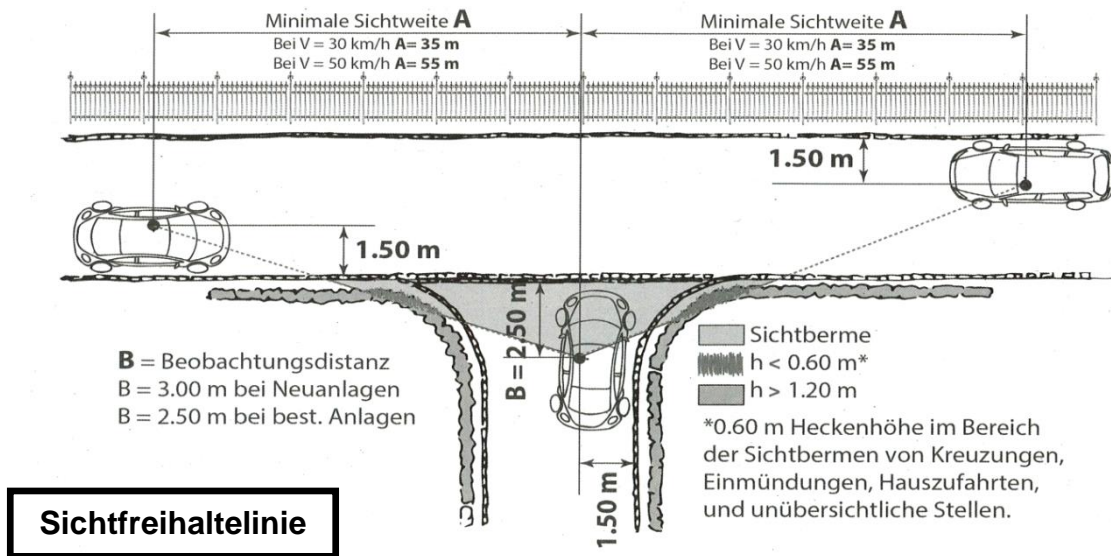 Minimale Sichtweite A
Bei V = 30 km/h A= 35 m
Bei V = 50 km/h A= 55 m
Minimale Sichtweite A
Bei V = 30 km/h A= 35 m
Bei V = 50 km/h A= 55 m
1.50 m
1.50 m
B = 2.50 m
B = Beobachtungsdistanz
B = 3.00 m bei Neuanlagen
B = 2.50 m bei best. Anlagen
Sichtberme
h < 0.60 m*
h > 1.20 m
*0.60 m Heckenhöhe im Bereich
der Sichtbermen von Kreuzungen,
Einmündungen, Hauszufahrten,
und unübersichtliche Stellen.
1.50 m
Sichtfreihaltelinie